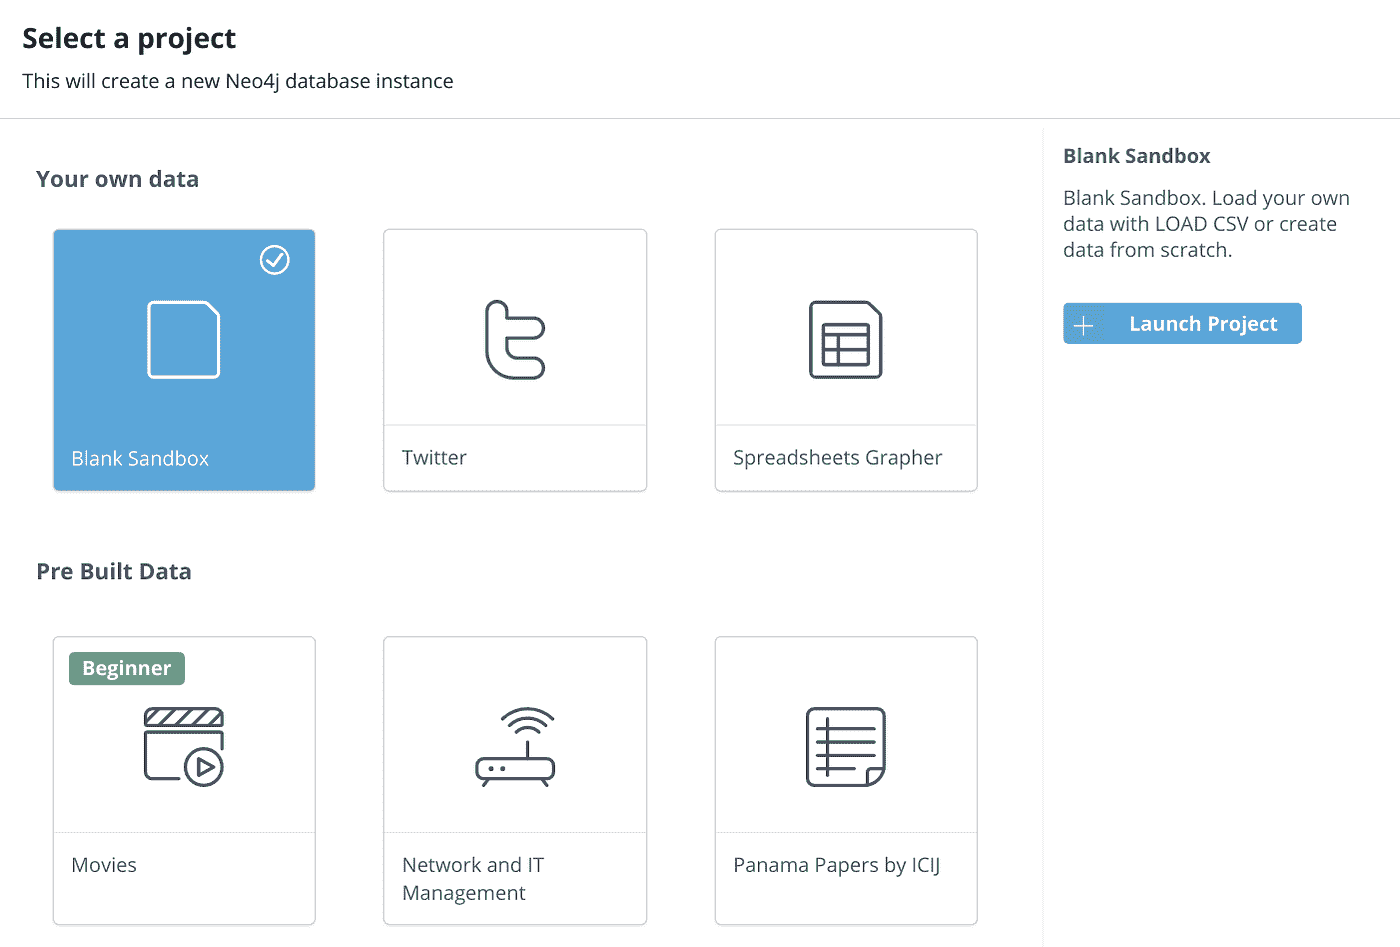 Select a project
This will create a new Neo4j database instance
Your own data
Blank Sandbox
Twitter
Spreadsheets Grapher
Pre Built Data
Beginner
Movies
Network and IT
Management
Panama Papers by ICIJ
Blank Sandbox
Blank Sandbox. Load your own
data with LOAD CSV or create
data from scratch.
Launch Project